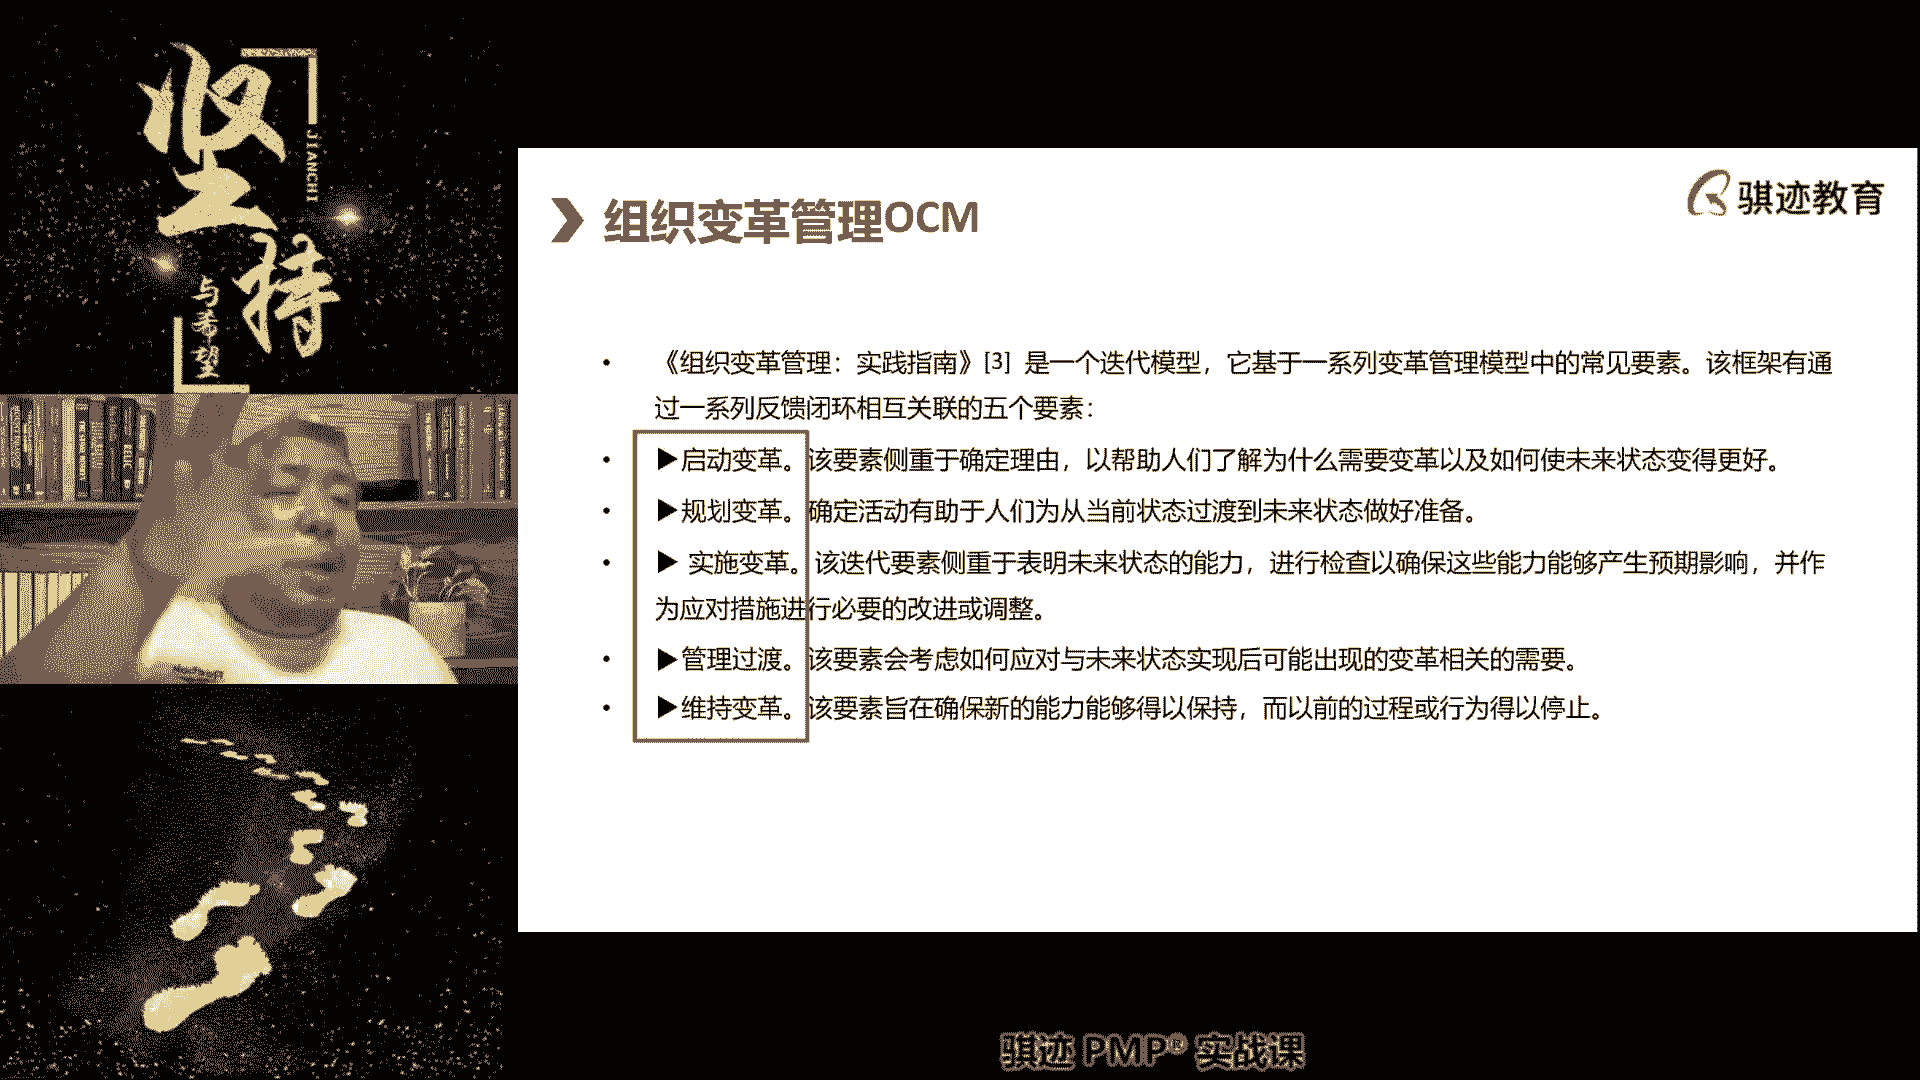 坚持
JIANCHI
与希望
骐迹教育
组织变革管理OCM
• 《组织变革管理：实践指南》[3] 是一个迭代模型，它基于一系列变革管理模型中的常见要素。该框架有通
过一系列反馈闭环相互关联的五个要素：
• ▶启动变革。该要素侧重于确定理由，以帮助人们了解为什么需要变革以及如何使未来状态变得更好。
• ▶规划变革。确定活动有助于人们为从当前状态过渡到未来状态做好准备。
• ▶ 实施变革。该迭代要素侧重于表明未来状态的能力，进行检查以确保这些能力能够产生预期影响，并作
为应对措施进行必要的改进或调整。
• ▶管理过渡。该要素会考虑如何应对与未来状态实现后可能出现的变革相关的需要。
• ▶维持变革。该要素旨在确保新的能力能够得以保持，而以前的过程或行为得以停止。
骐迹 PMP® 实战课